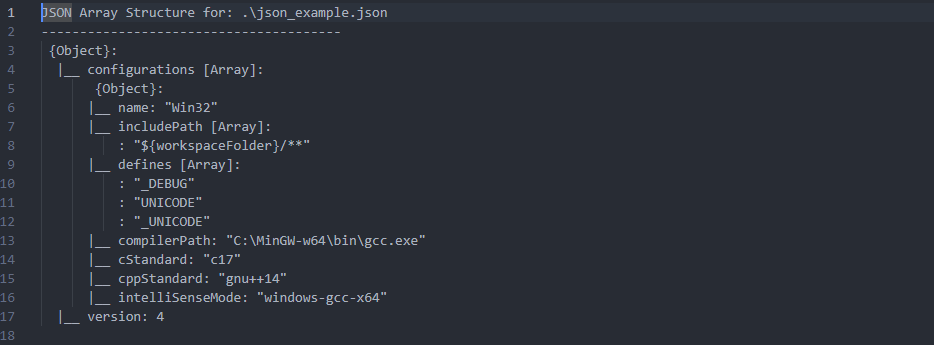 1 JSON Array Structure for: .\json_example.json
2 ---------------------------------------
3  {Object}:
4   |__ configurations [Array]:
5        {Object}:
6       |__ name: "Win32"
7       |__ includePath [Array]:
8           : "${workspaceFolder}/**"
9       |__ defines [Array]:
10           : "_DEBUG"
11           : "UNICODE"
12           : "_UNICODE"
13       |__ compilerPath: "C:\MinGW-w64\bin\gcc.exe"
14       |__ cStandard: "c17"
15       |__ cppStandard: "gnu++14"
16       |__ intelliSenseMode: "windows-gcc-x64"
17   |__ version: 4
18